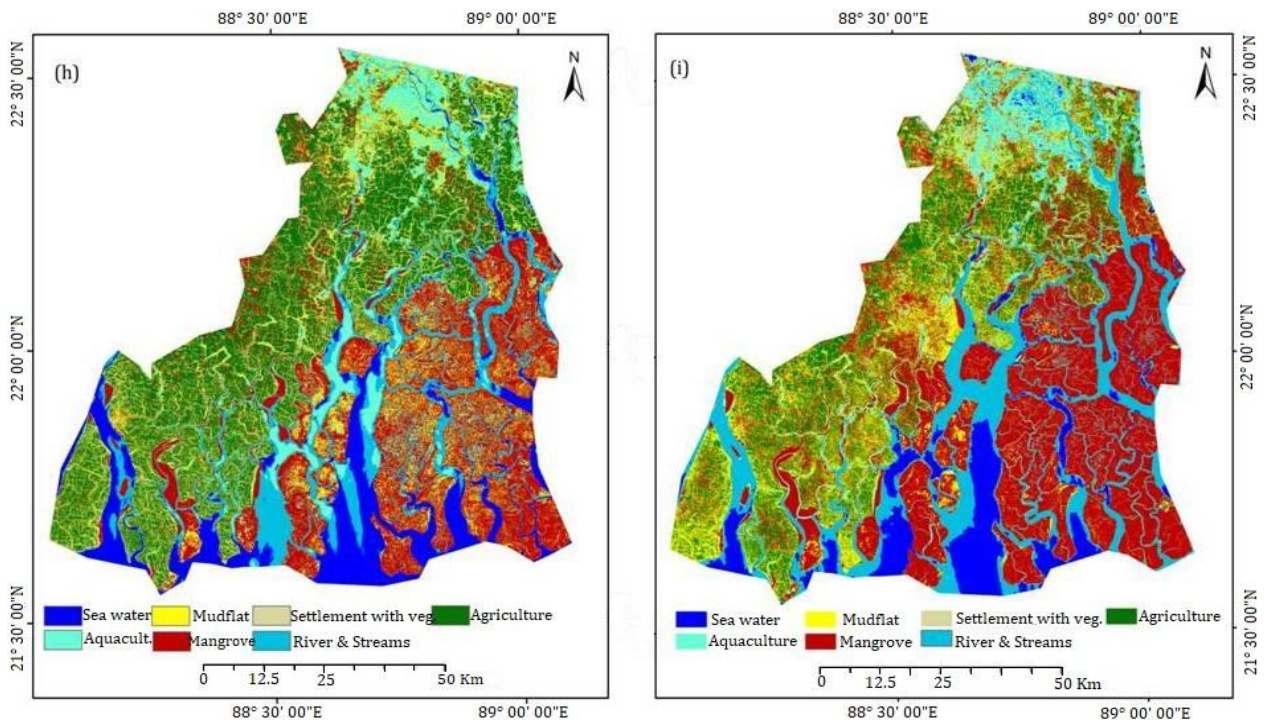 88° 30' 00"E 89° 00' 00"E 88° 30' 00"E 89° 00' 00"E
(h) N (i) N
22° 30' 00"N 22° 30' 00"N
22° 00' 00"N 22° 00' 00"N
21° 30' 00"N 21° 30' 00"N
Sea water Mudflat Settlement with veg. Agriculture
Aquacult. Mangrove River & Streams
0 12.5 25 50 Km
Sea water Mudflat Settlement with veg. Agriculture
Aquaculture Mangrove River & Streams
0 12.5 25 50 Km
88° 30' 00"E 89° 00' 00"E 88° 30' 00"E 89° 00' 00"E